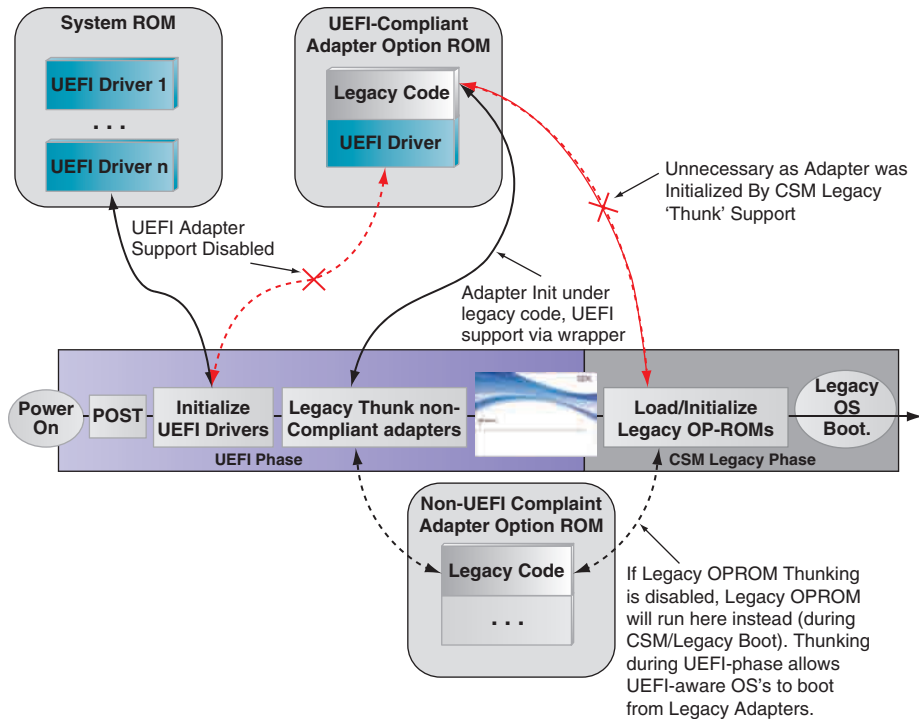 System ROM
UEFI Driver 1
. . .
UEFI Driver n
UEFI-Compliant
Adapter Option ROM
Legacy Code
UEFI Driver
Unnecessary as Adapter was
Initialized By CSM Legacy
‘Thunk’ Support
UEFI Adapter
Support Disabled
Adapter Init under
legacy code, UEFI
support via wrapper
Power
On
POST
Initialize
UEFI Drivers
Legacy Thunk non-
Compliant adapters
Load/Initialize
Legacy OP-ROMs
Legacy
OS
Boot.
UEFI Phase
CSM Legacy Phase
Non-UEFI Complaint
Adapter Option ROM
Legacy Code
. . .
If Legacy OPROM Thunking
is disabled, Legacy OPROM
will run here instead (during
CSM/Legacy Boot). Thunking
during UEFI-phase allows
UEFI-aware OS's to boot
from Legacy Adapters.